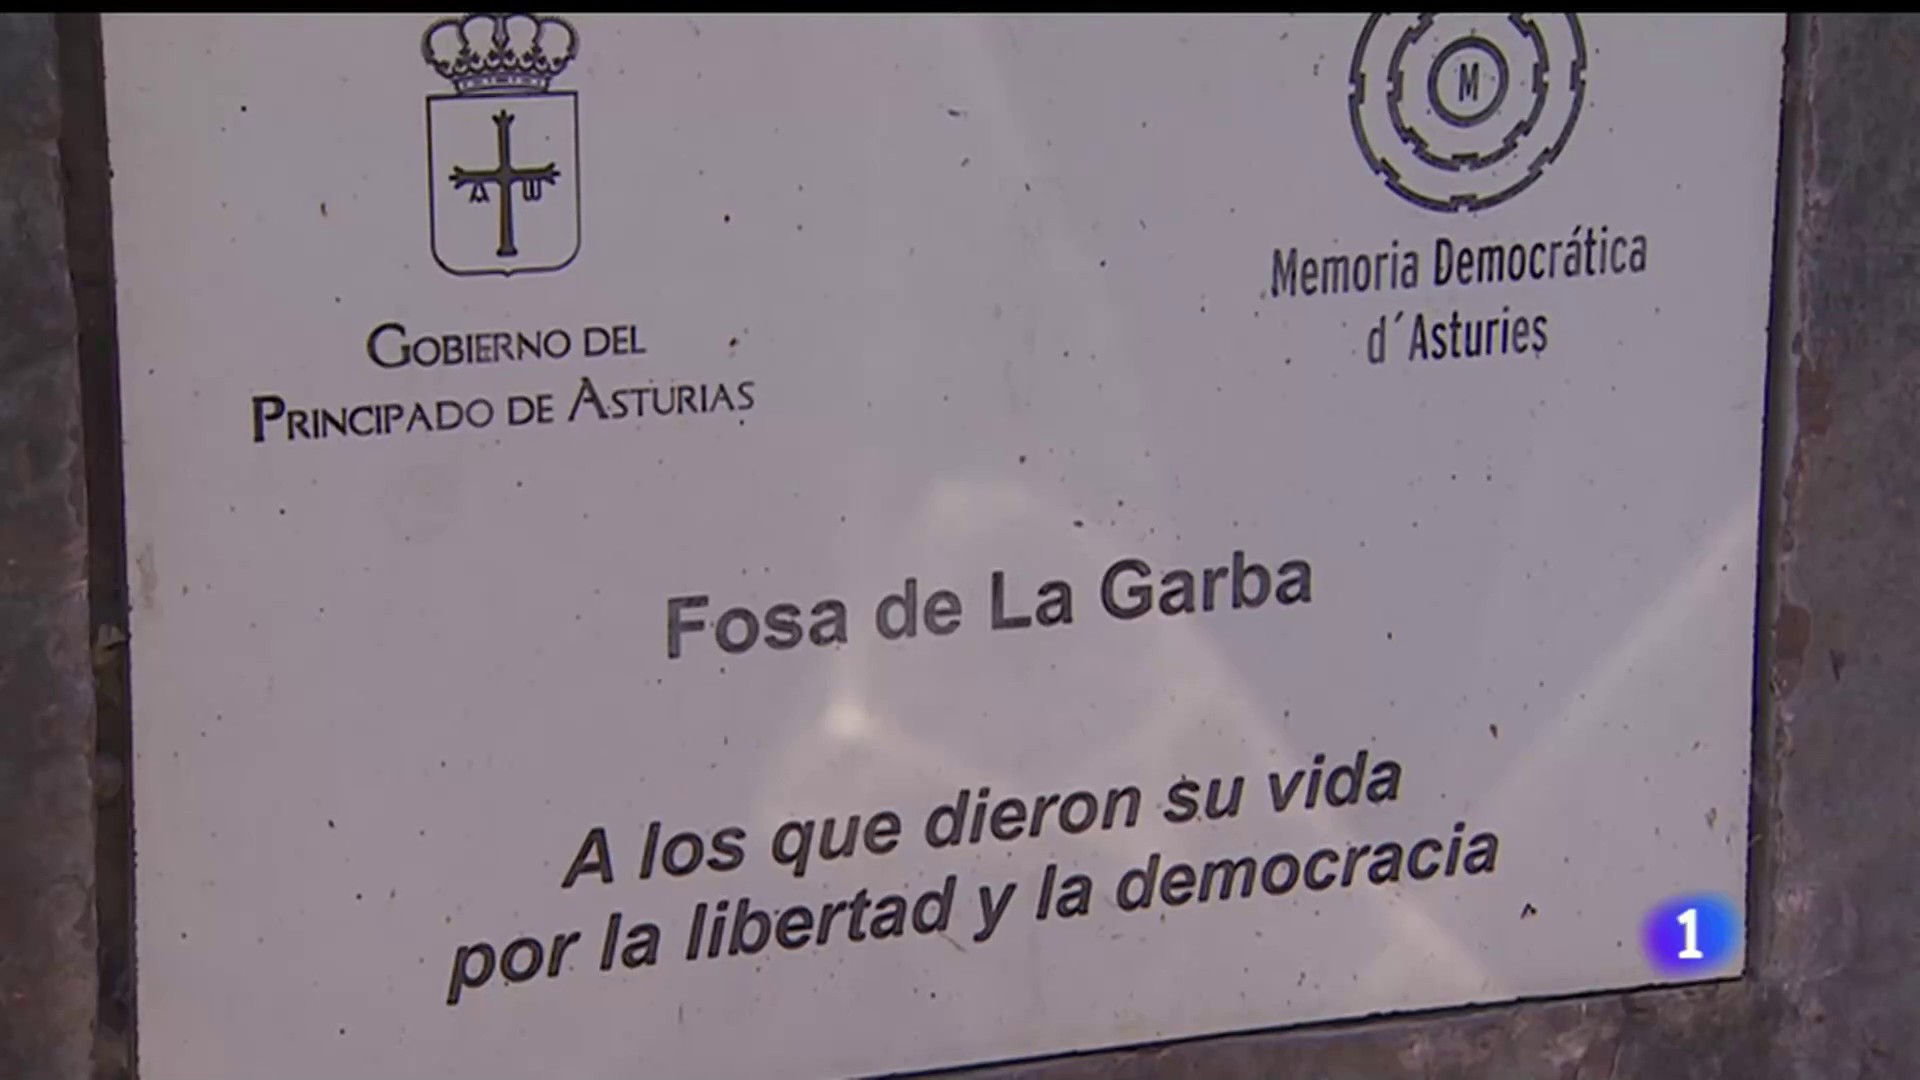 M
A W
GOBIERNO DEL
PRINCIPADO DE ASTURIAS
Memoria Democrática
d´Asturies
Fosa de La Garba
A los que dieron su vida
por la libertad y la democracia
1